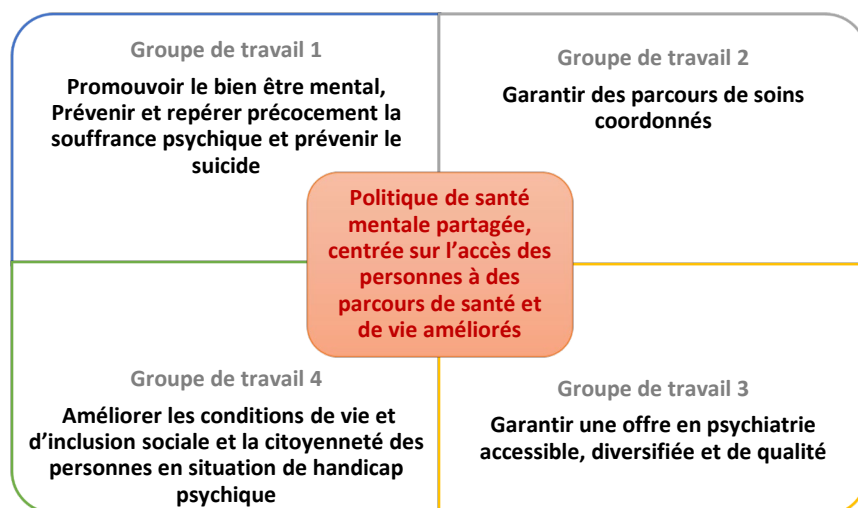 Groupe de travail 1
Promouvoir le bien être mental,
Prévenir et repérer précocement la
souffrance psychique et prévenir le
suicide
Groupe de travail 2
Garantir des parcours de soins
coordonnés
Politique de santé
mentale partagée,
centrée sur l’accès des
personnes à des
parcours de santé et
de vie améliorés
Groupe de travail 4
Améliorer les conditions de vie et
d’inclusion sociale et la citoyenneté des
personnes en situation de handicap
psychique
Groupe de travail 3
Garantir une offre en psychiatrie
accessible, diversifiée et de qualité